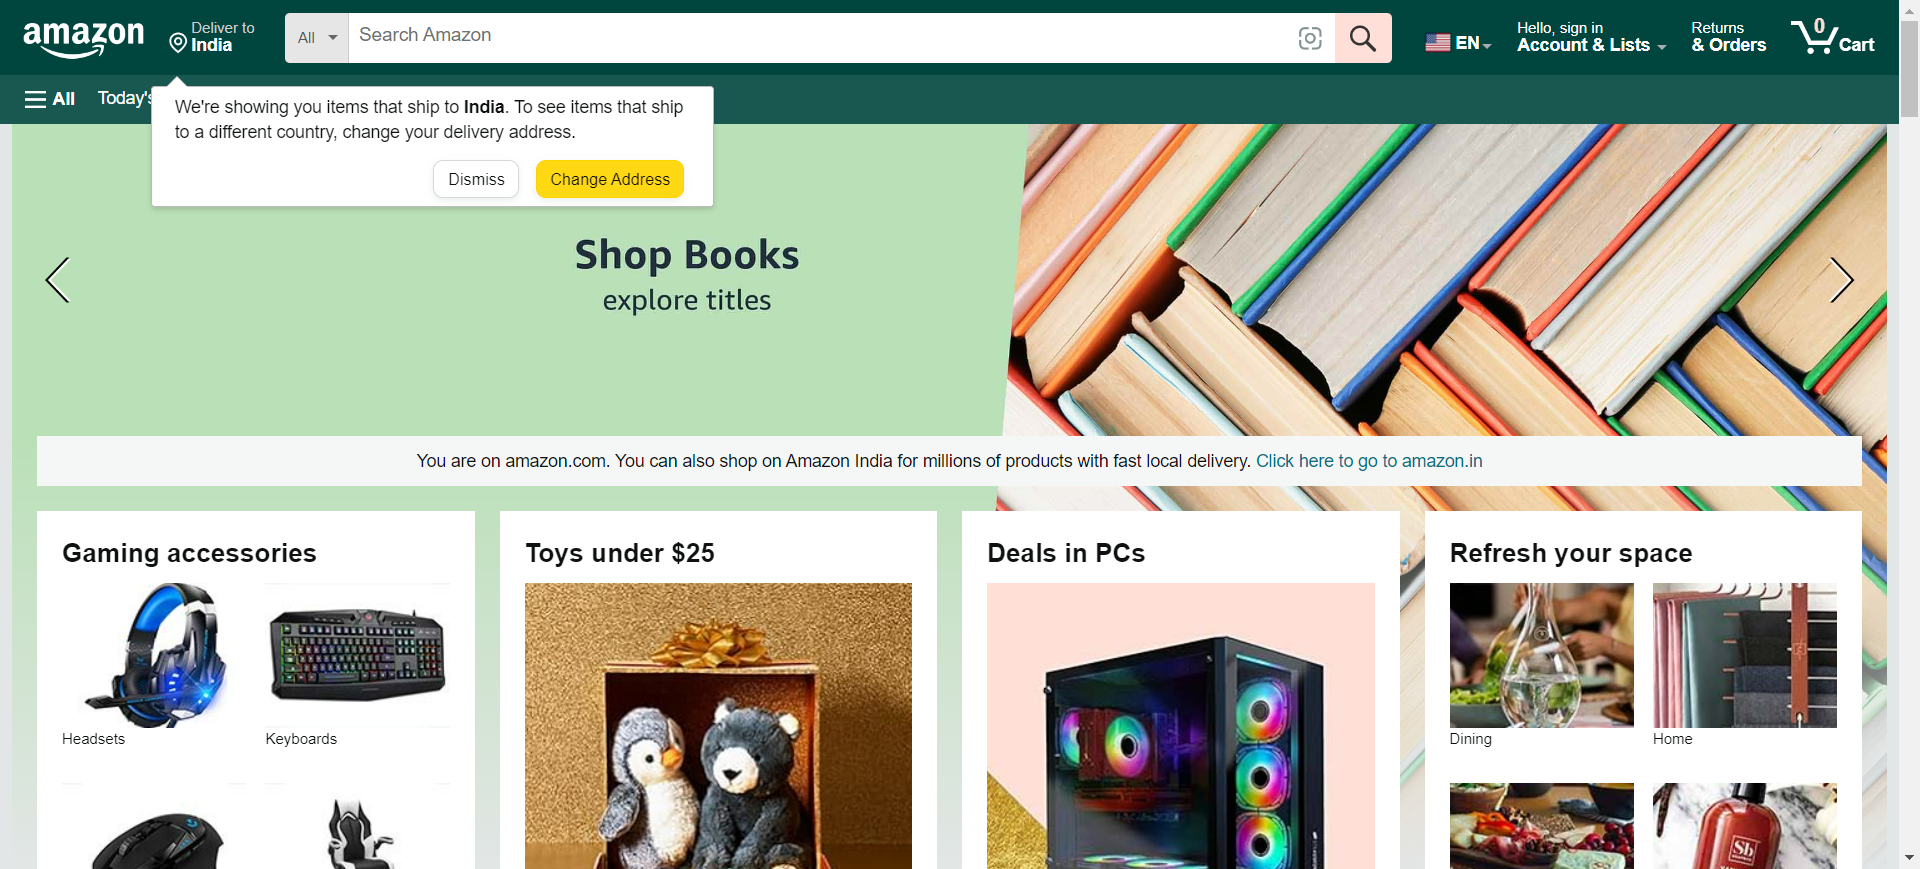 amazon
Deliver to
India
All
Search Amazon
EN
Hello, sign in
Account & Lists
Returns
& Orders
0
Cart
All
Today's
We're showing you items that ship to India. To see items that ship
to a different country, change your delivery address.
Dismiss
Change Address
Shop Books
explore titles
You are on amazon.com. You can also shop on Amazon India for millions of products with fast local delivery. Click here to go to amazon.in
Gaming accessories
Toys under $25
Deals in PCs
Refresh your space
Headsets
Keyboards
Dining
Home
Sb